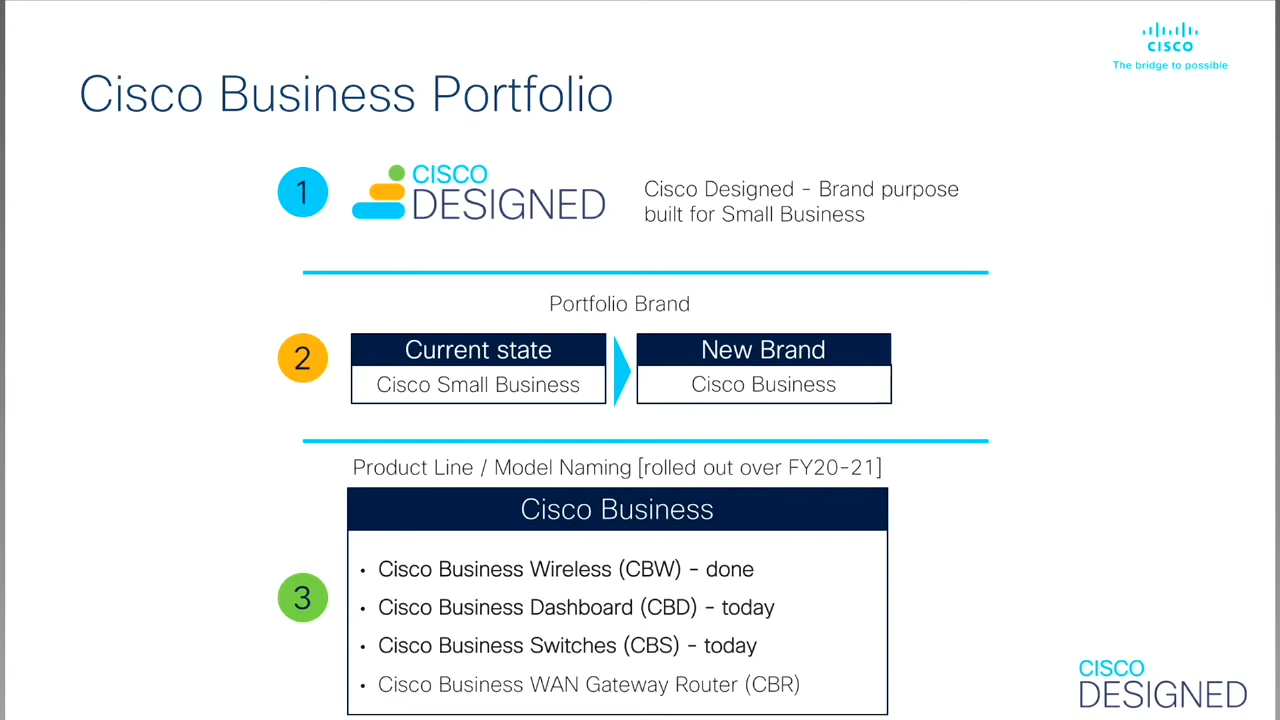 CISCO
The bridge to possible
Cisco Business Portfolio
1
CISCO
DESIGNED
Cisco Designed - Brand purpose
built for Small Business
Portfolio Brand
2
Current state
New Brand
Cisco Small Business
Cisco Business
Product Line / Model Naming [rolled out over FY20-21]
Cisco Business
3
• Cisco Business Wireless (CBW) - done
• Cisco Business Dashboard (CBD) - today
• Cisco Business Switches (CBS) - today
• Cisco Business WAN Gateway Router (CBR)
CISCO
DESIGNED